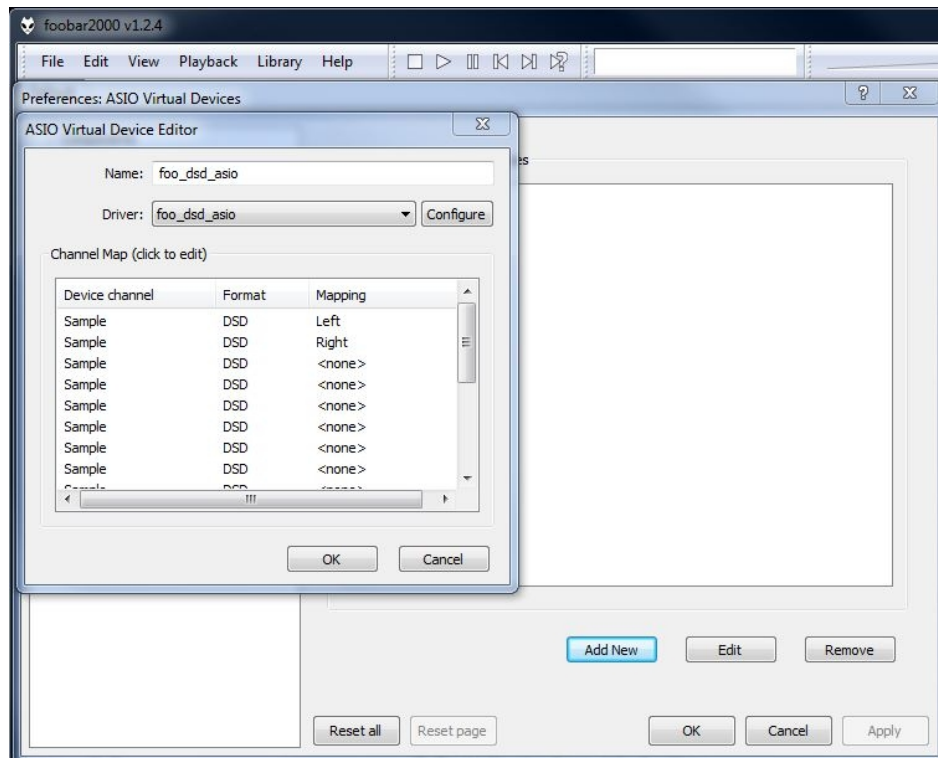 foobar2000 v1.2.4
File Edit View Playback Library Help
Preferences: ASIO Virtual Devices
ASIO Virtual Device Editor
es
Name: foo_dsd_asio
Driver: foo_dsd_asio Configure
Channel Map (click to edit)
Device channel Format Mapping
Sample DSD Left
Sample DSD Right
Sample DSD <none>
Sample DSD <none>
Sample DSD <none>
Sample DSD <none>
Sample DSD <none>
Sample DSD <none>
OK Cancel
Add New Edit Remove
Reset all Reset page OK Cancel Apply